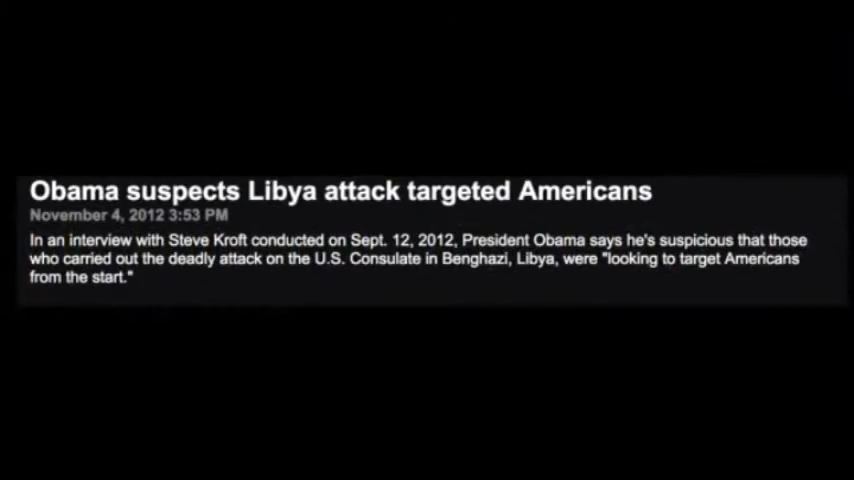 Obama suspects Libya attack targeted Americans
November 4, 2012 3:53 PM
In an interview with Steve Kroft conducted on Sept. 12, 2012, President Obama says he's suspicious that those
who carried out the deadly attack on the U.S. Consulate in Benghazi, Libya, were "looking to target Americans
from the start."